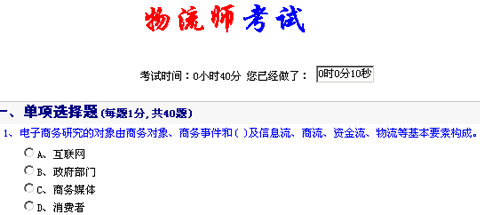 物流师考试
考试时间：0小时40分 您已经做了： 0时0分10秒
一、单项选择题 (每题1分, 共40题)
1、电子商务研究的对象由商务对象、商务事件和( )及信息流、商流、资金流、物流等基本要素构成。
A、互联网
B、政府部门
C、商务媒体
D、消费者